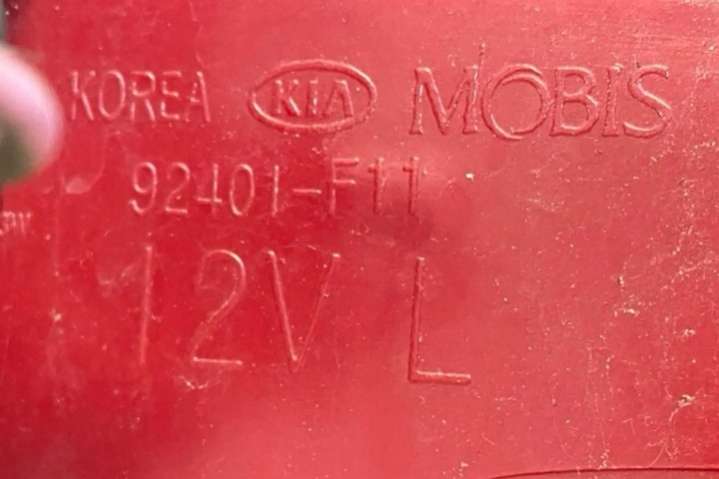 KOREA KIA MOBIS
92401-F11
12V L